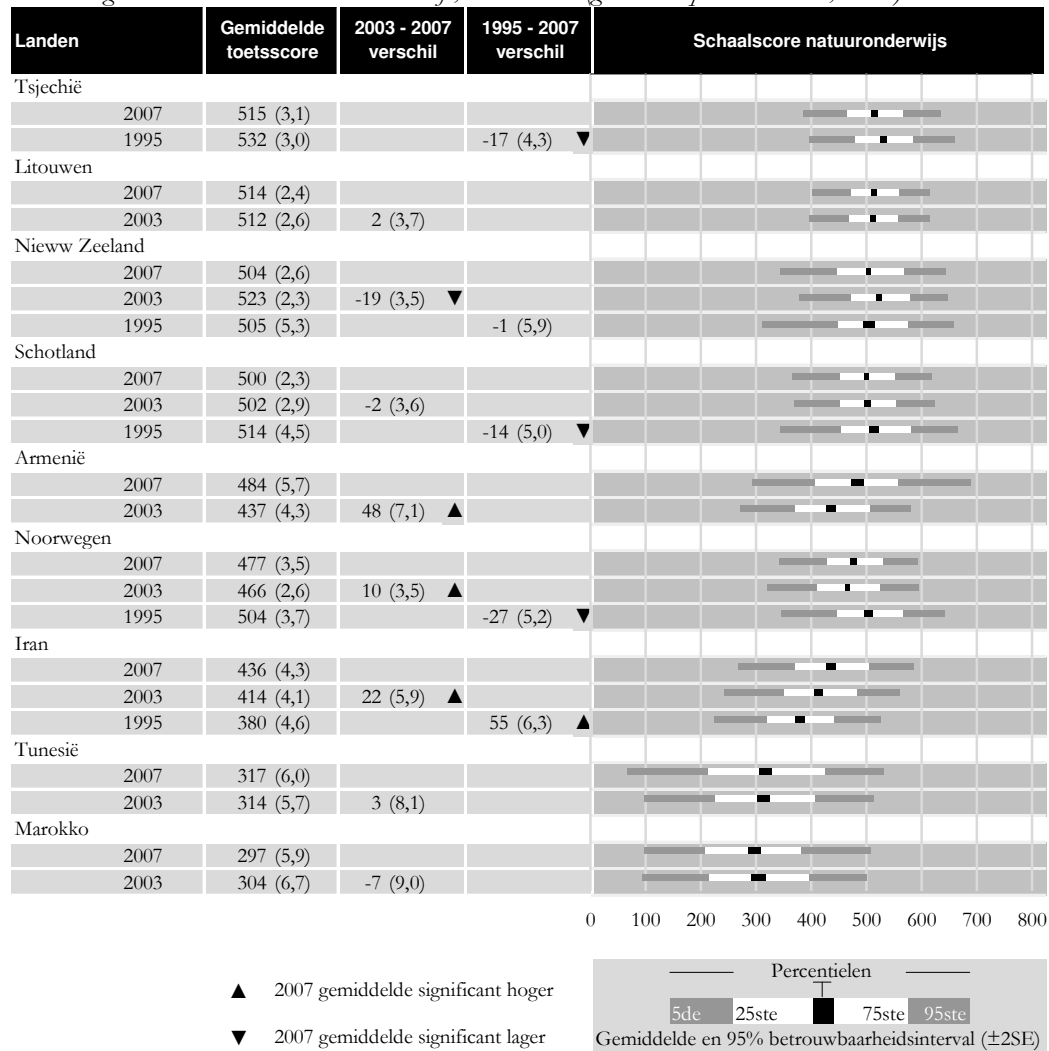 Landen Gemiddelde toetsscore 2003 - 2007 verschil 1995 - 2007 verschil Schaalscore natuuronderwijs
Tsjechië
2007 515 (3,1)
1995 532 (3,0) -17 (4,3) ▼
Litouwen
2007 514 (2,4)
2003 512 (2,6) 2 (3,7)
Nieww Zeeland
2007 504 (2,6)
2003 523 (2,3) -19 (3,5) ▼
1995 505 (5,3) -1 (5,9)
Schotland
2007 500 (2,3)
2003 502 (2,9) -2 (3,6)
1995 514 (4,5) -14 (5,0) ▼
Armenië
2007 484 (5,7)
2003 437 (4,3) 48 (7,1) ▲
Noorwegen
2007 477 (3,5)
2003 466 (2,6) 10 (3,5) ▲
1995 504 (3,7) -27 (5,2) ▼
Iran
2007 436 (4,3)
2003 414 (4,1) 22 (5,9) ▲
1995 380 (4,6) 55 (6,3) ▲
Tunesië
2007 317 (6,0)
2003 314 (5,7) 3 (8,1)
Marokko
2007 297 (5,9)
2003 304 (6,7) -7 (9,0)
0 100 200 300 400 500 600 700 800
Percentielen
▲ 2007 gemiddelde significant hoger
5de 25ste 75ste 95ste
▼ 2007 gemiddelde significant lager
Gemiddelde en 95% betrouwbaarheidsinterval (±2SE)